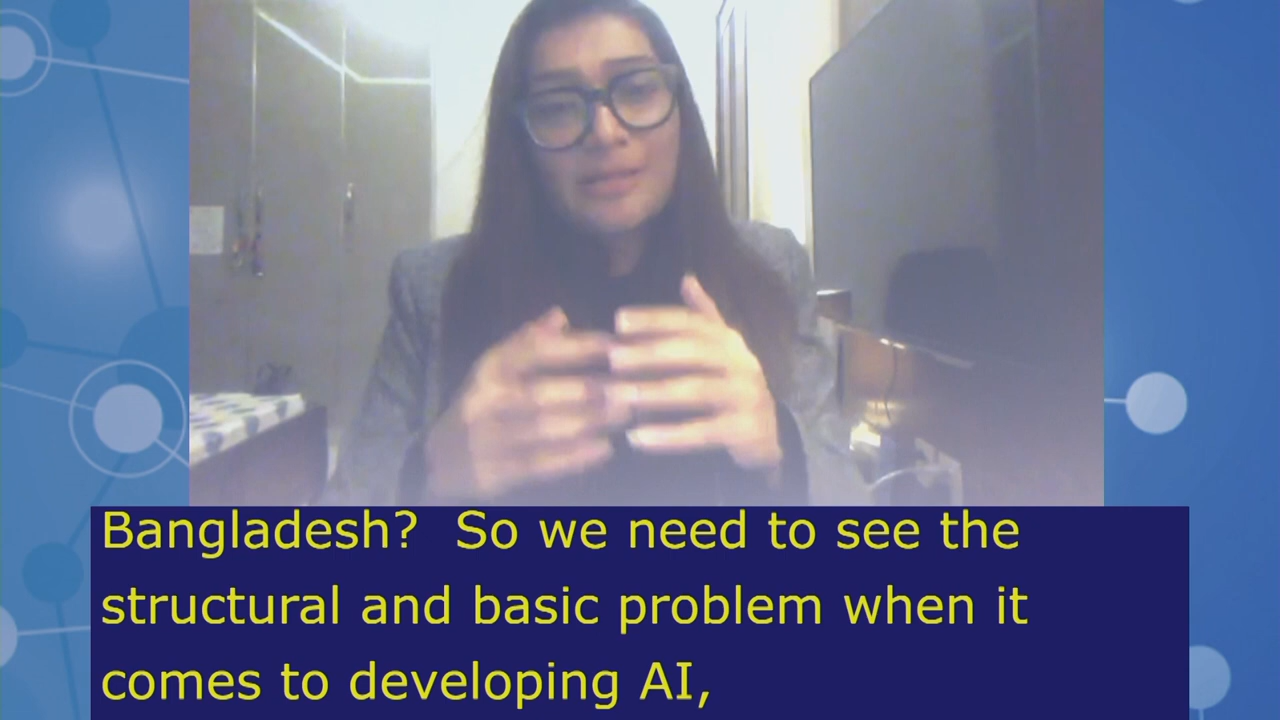 Bangladesh?  So we need to see the
structural and basic problem when it
comes to developing AI,